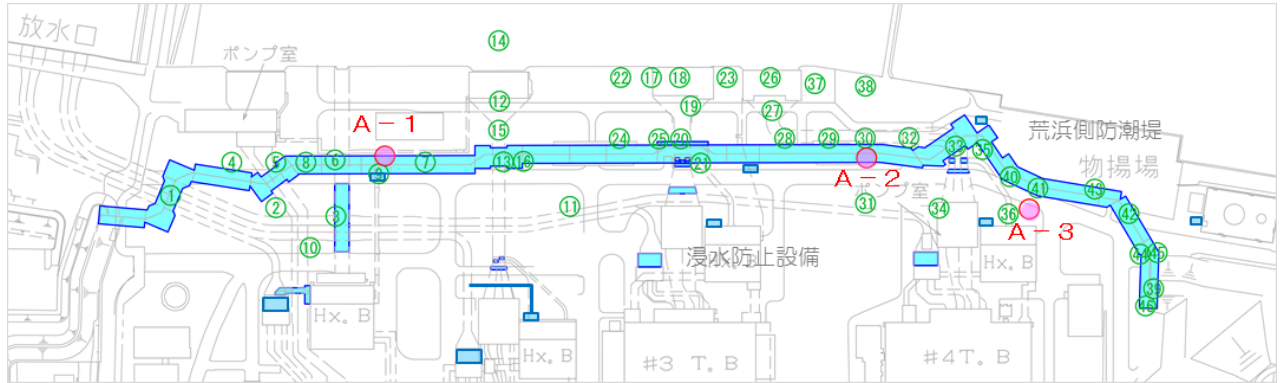 放水口
ポンプ室
⑭
㉒ ⑰ ⑱ ㉓ ㉖ ㊲ ㊳
⑫ ⑲ ㉗
A-1
⑮
荒浜側防潮堤
④ ⑤ ⑧ ⑥ ⑨ ⑦ ⑬ ⑯ ㉔ ㉕ ⑳ ㉑ ㉘ ㉙ ㉚ ㉜ ㉝ ㉟
物揚場
A-2
ポンプ室
① ② ③ ⑪ ㉛ ㉞ ㊱ ㊵ ㊶ ㊸ ㊷
A-3
⑩
浸水防止設備
Hx. B
㊹ ㊺
㊴
㊻
Hx. B
Hx. B
#3 T. B
#4 T. B